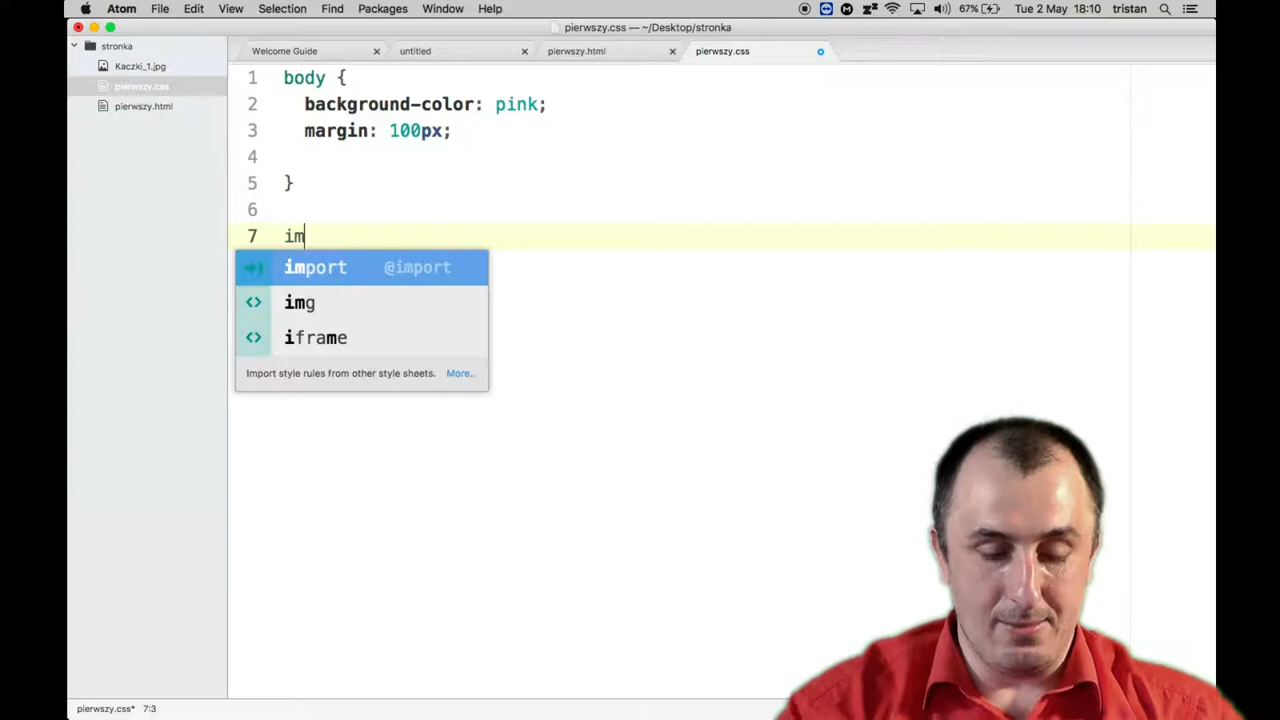 Atom File Edit View Selection Find Packages Window Help 67% Tue 2 May 18:10 tristan
pierwszy.css — ~/Desktop/stronka
stronka
Kaczki_1.jpg
pierwszy.css
pierwszy.html
Welcome Guide untitled pierwszy.html pierwszy.css
1 body {
2 background-color: pink;
3 margin: 100px;
4
5 }
6
7 im
import @import
img
iframe
Import style rules from other style sheets. More..
pierwszy.css* 7:3